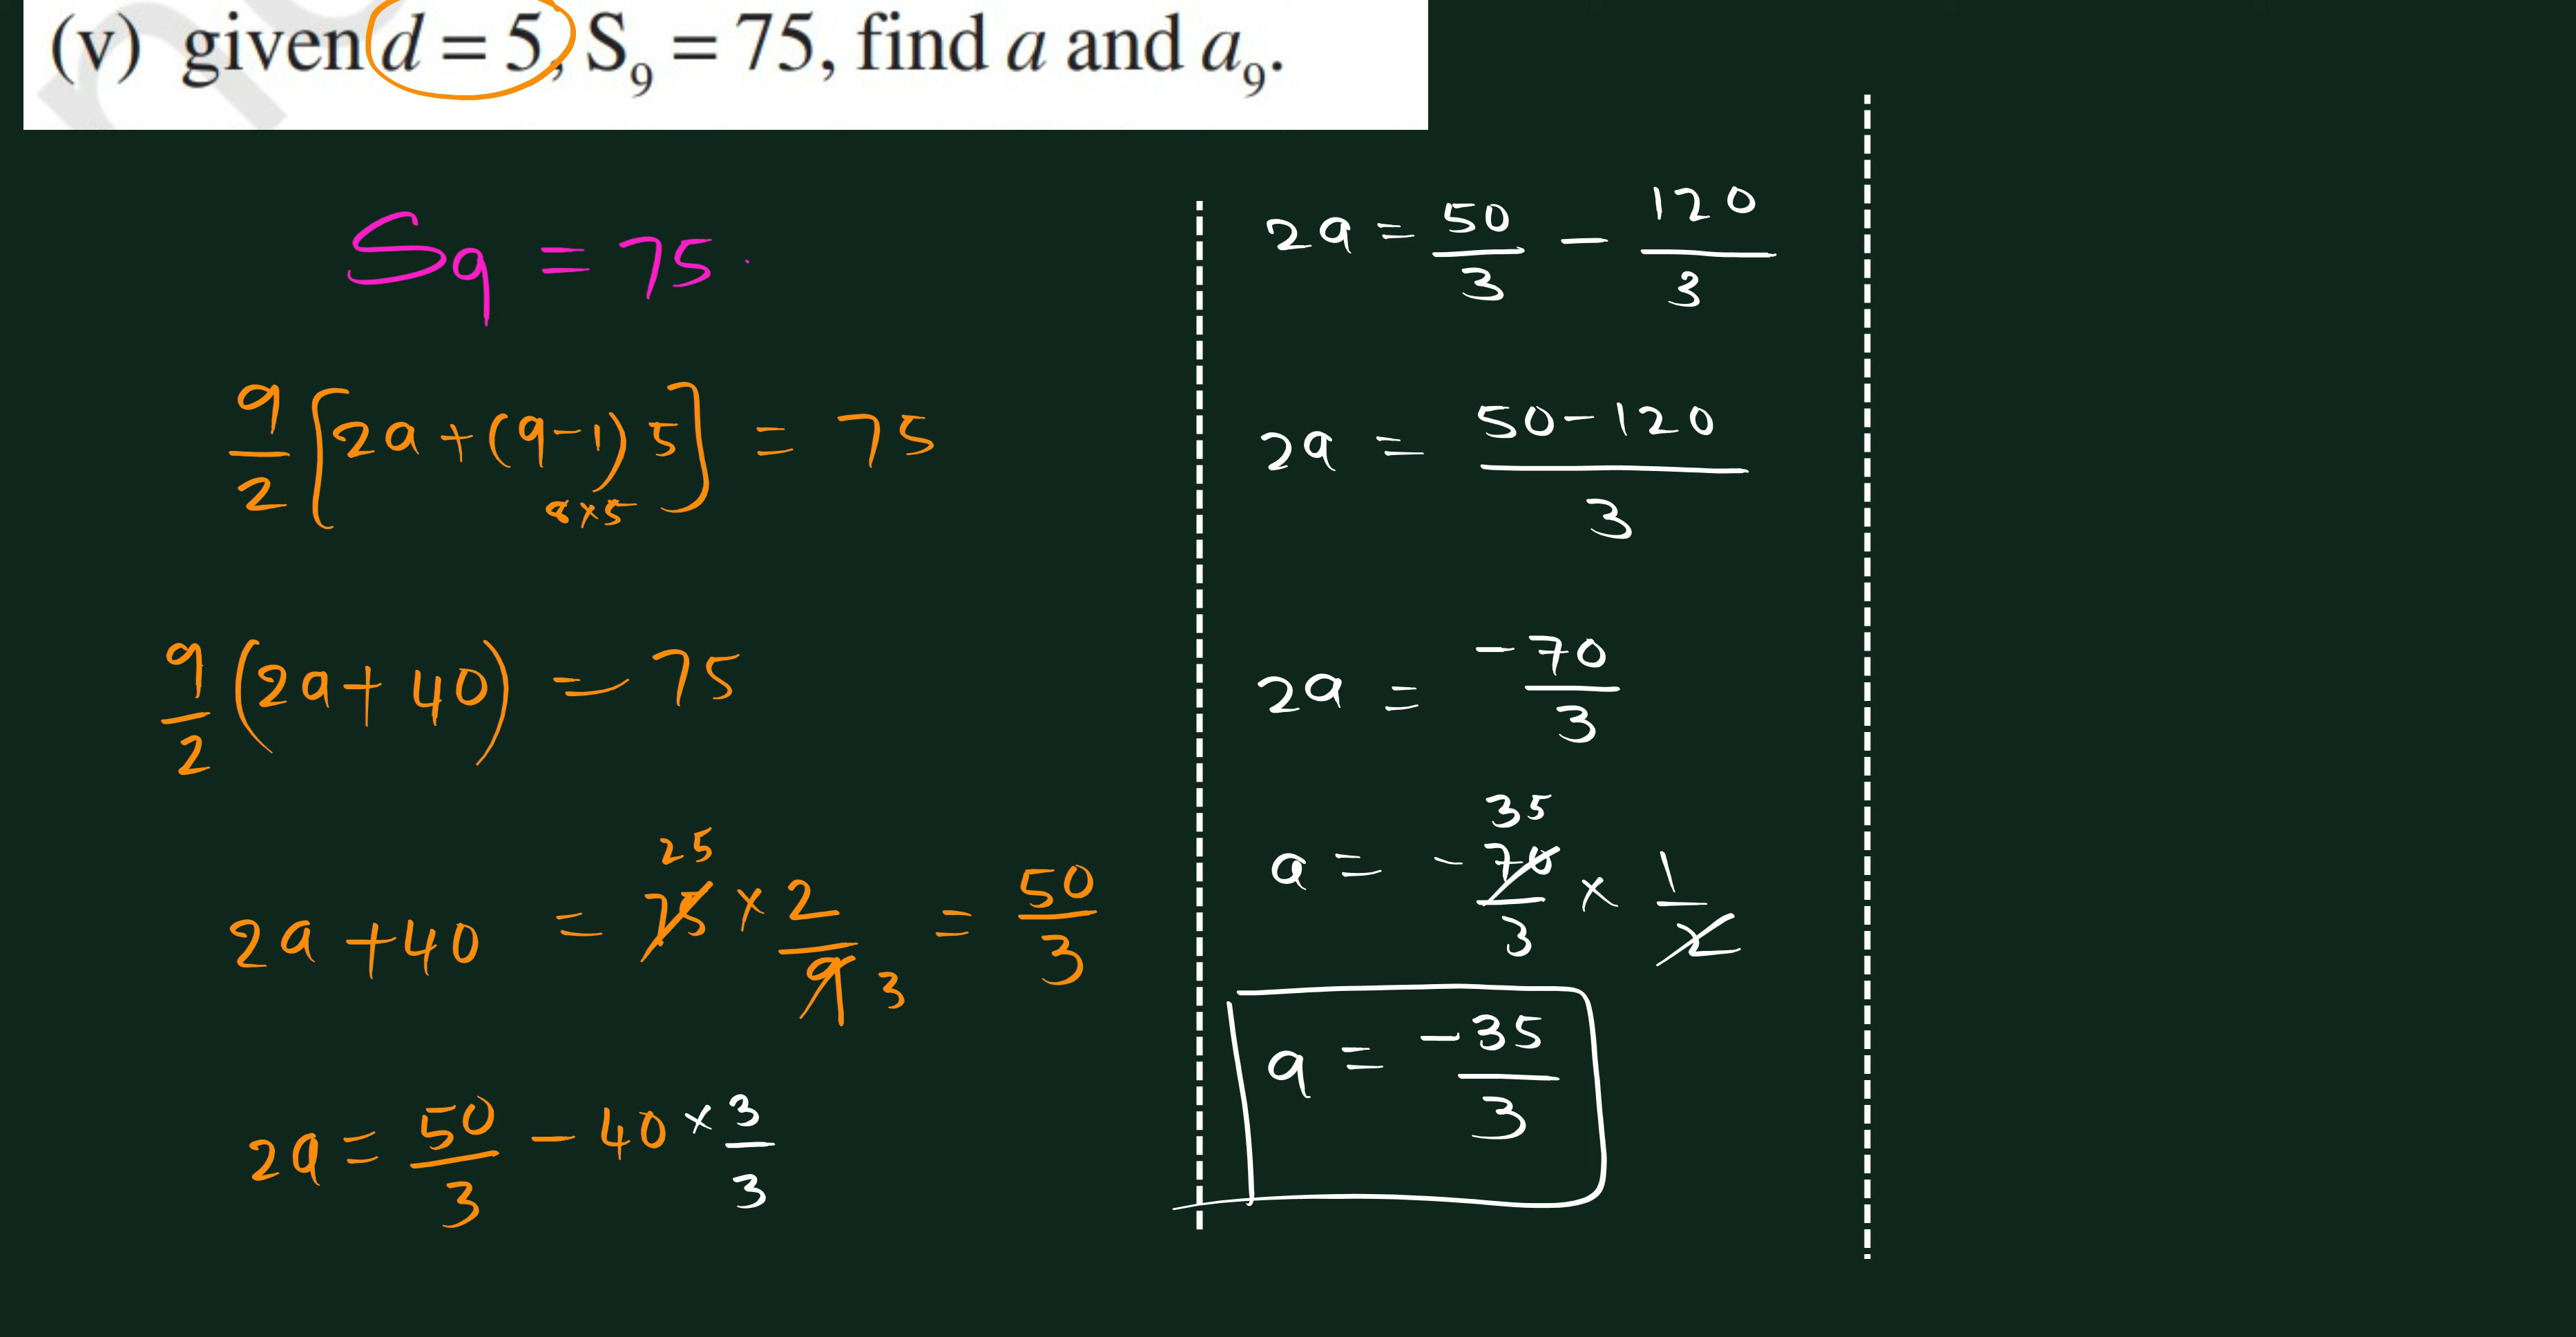 (v) given d = 5, S₉ = 75, find a and a₉.
S₉ = 75.
9/2 [2a + (9-1) 5] = 75
8×5
9/2 (2a + 40) = 75
25
2a + 40 = 75 × 2/9 3 = 50/3
2a = 50/3 - 40 × 3/3
2a = 50/3 - 120/3
2a = 50-120/3
2a = -70/3
35
a = -70/3 × 1/2
a = -35/3